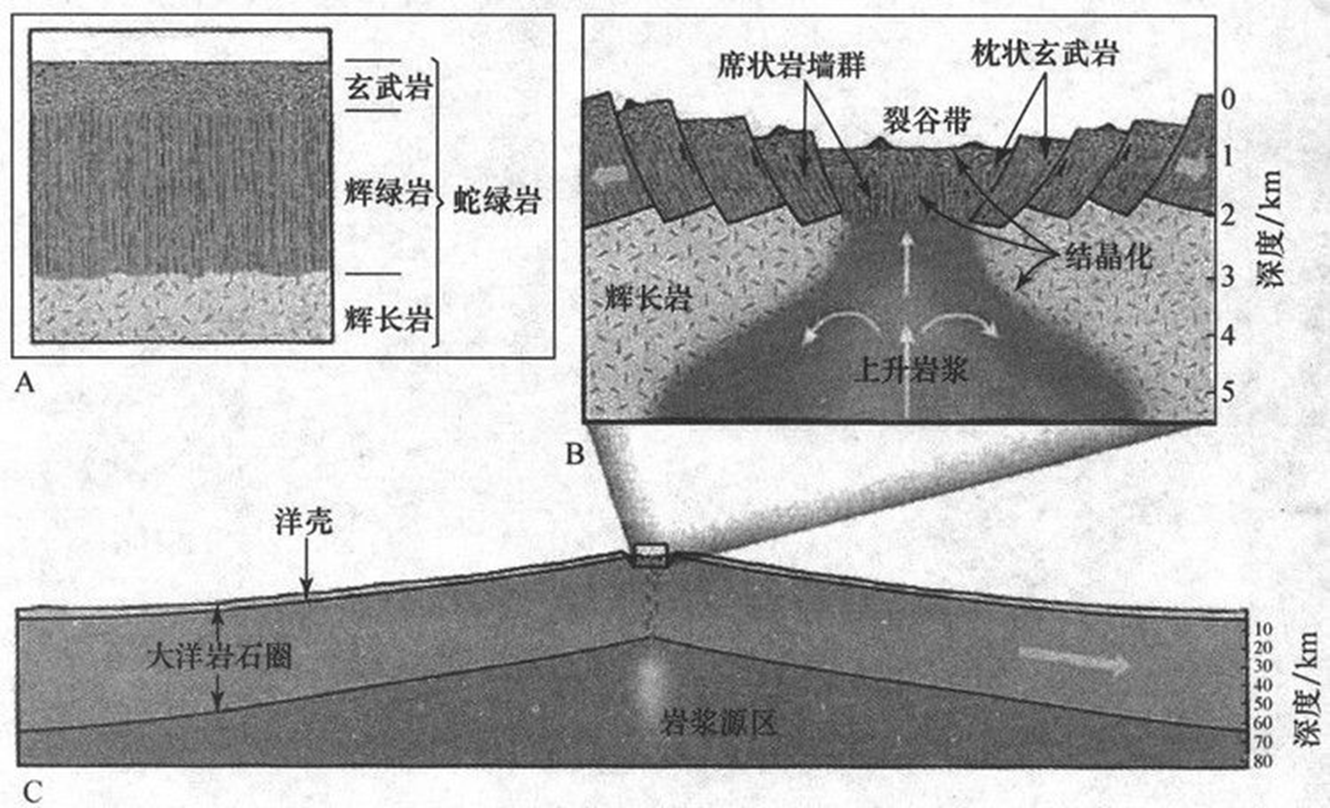 玄武岩
辉绿岩
蛇绿岩
辉长岩
A
席状岩墙群
枕状玄武岩
裂谷带
辉长岩
结晶化
上升岩浆
0
1
2
3
4
5
深度/km
B
洋壳
大洋岩石圈
岩浆源区
10
20
30
40
50
60
70
80
深度/km
C